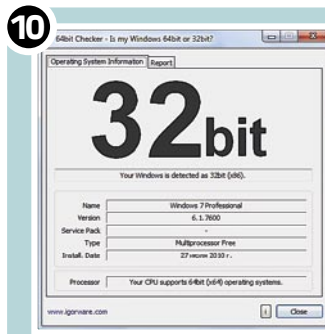 10
64bit Checker - Is my Windows 64bit or 32bit?
Operating System Information Report
32bit
Your Windows is detected as 32bit (x86).
Name Windows 7 Professional
Version 6.1.7600
Service Pack -
Type Multiprocessor Free
Install. Date 27 июля 2010 г.
Processor Your CPU supports 64bit (x64) operating systems.
www.igorware.com i Close